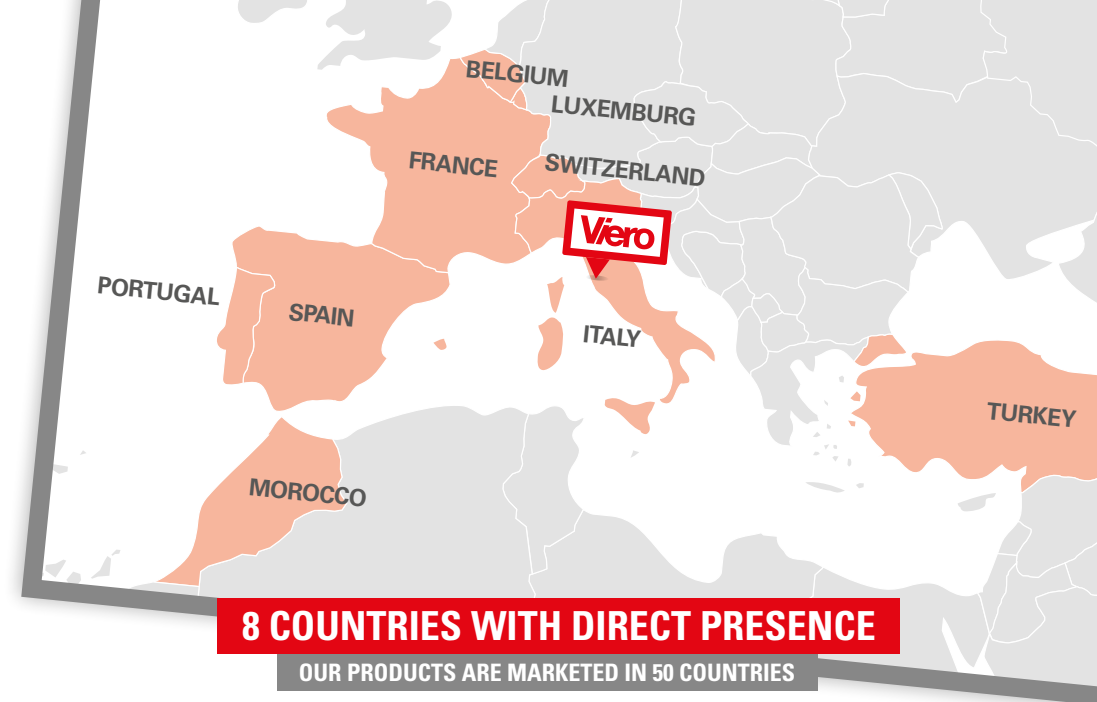 BELGIUM
LUXEMBURG
FRANCE
SWITZERLAND
Viero
PORTUGAL
SPAIN
ITALY
TURKEY
MOROCCO
8 COUNTRIES WITH DIRECT PRESENCE
OUR PRODUCTS ARE MARKETED IN 50 COUNTRIES